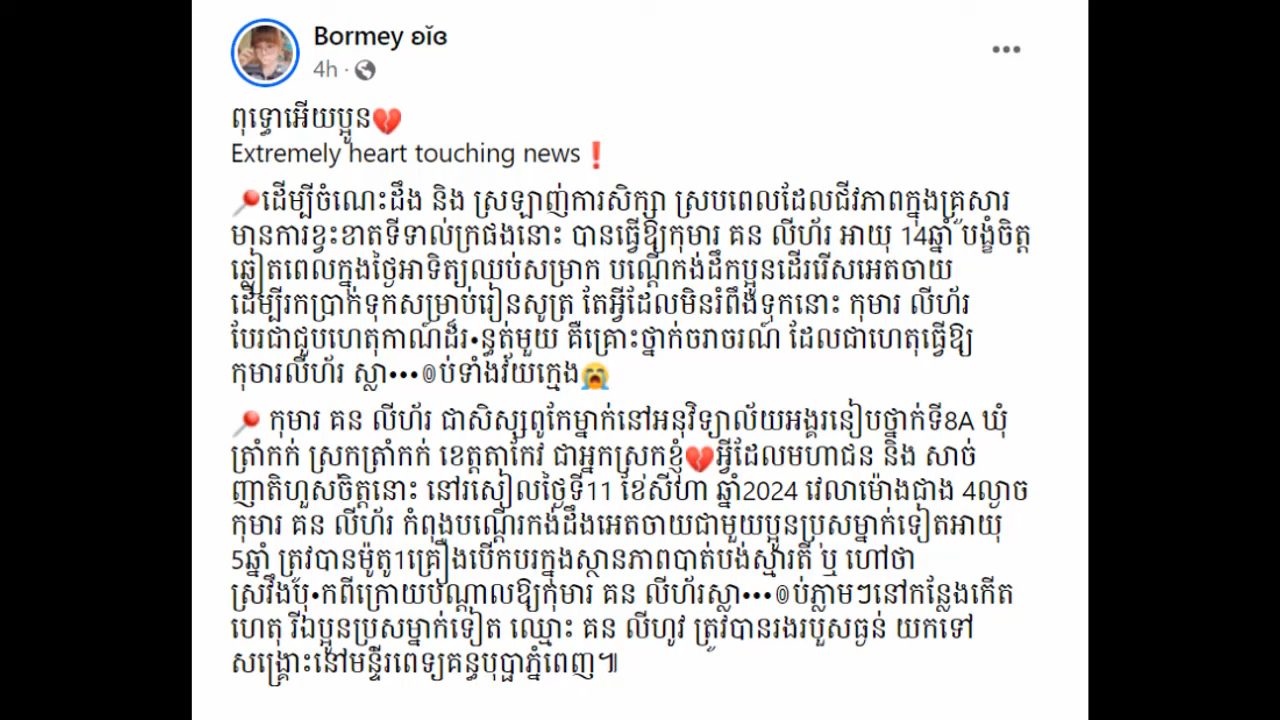 Bormey ອໄ້ຍ
4h
ពុទ្ធោអើយប្អូន💔
Extremely heart touching news❗
📍ដើម្បីចំណេះដឹង និង ស្រឡាញ់ការសិក្សា ស្របពេលដែលជីវភាពក្នុងគ្រួសារ
មានការខ្វះខាតទីទាល់ក្រផងនោះ បានធ្វើឱ្យកុមារ គន លីហ័រ អាយុ 14ឆ្នាំ បង្ខំចិត្ត
ឆ្លៀតពេលក្នុងថ្ងៃអាទិត្យឈប់សម្រាក បណ្ដើកង់ដឹកប្អូនដើររើសអេតចាយ
ដើម្បីរកប្រាក់ទុកសម្រាប់រៀនសូត្រ តែអ្វីដែលមិនរំពឹងទុកនោះ កុមារ លីហ័រ
បែរជាជួបហេតុកាណ៍ដ៏រ•ន្ធត់មួយ គឺគ្រោះថ្នាក់ចរាចរណ៍ ដែលជាហេតុធ្វើឱ្យ
កុមារលីហ័រ ស្លា•••០ប់ទាំងវ័យក្មេង😭
📍 កុមារ គន លីហ័រ ជាសិស្សពូកែម្នាក់នៅអនុវិទ្យាល័យអង្គរនៀបថ្នាក់ទី8A ឃុំ
ត្រាំកក់ ស្រុកត្រាំកក់ ខេត្តតាកែវ ជាអ្នកស្រុកខ្ញុំ💔អ្វីដែលមហាជន និង សាច់
ញាតិហួសចិត្តនោះ នៅរសៀលថ្ងៃទី11 ខែសីហា ឆ្នាំ2024 វេលាម៉ោងជាង 4ល្ងាច
កុមារ គន លីហ័រ កំពុងបណ្ដើរកង់ដឹងអេតចាយជាមួយប្អូនប្រុសម្នាក់ទៀតអាយុ
5ឆ្នាំ ត្រូវបានម៉ូតូ1គ្រឿងបើកបរក្នុងស្ថានភាពបាត់បង់ស្មារតី ឬ ហៅថា
ស្រវឹងបុ•កពីក្រោយបណ្ដាលឱ្យកុមារ គន លីហ័រស្លា•••០ប់ភ្លាមៗនៅកន្លែងកើត
ហេតុ រីឯប្អូនប្រុសម្នាក់ទៀត ឈ្មោះ គន លីហូវ ត្រូវបានរងរបួសធ្ងន់ យកទៅ
សង្គ្រោះនៅមន្ទីរពេទ្យគន្ធបុប្ផាភ្នំពេញ៕